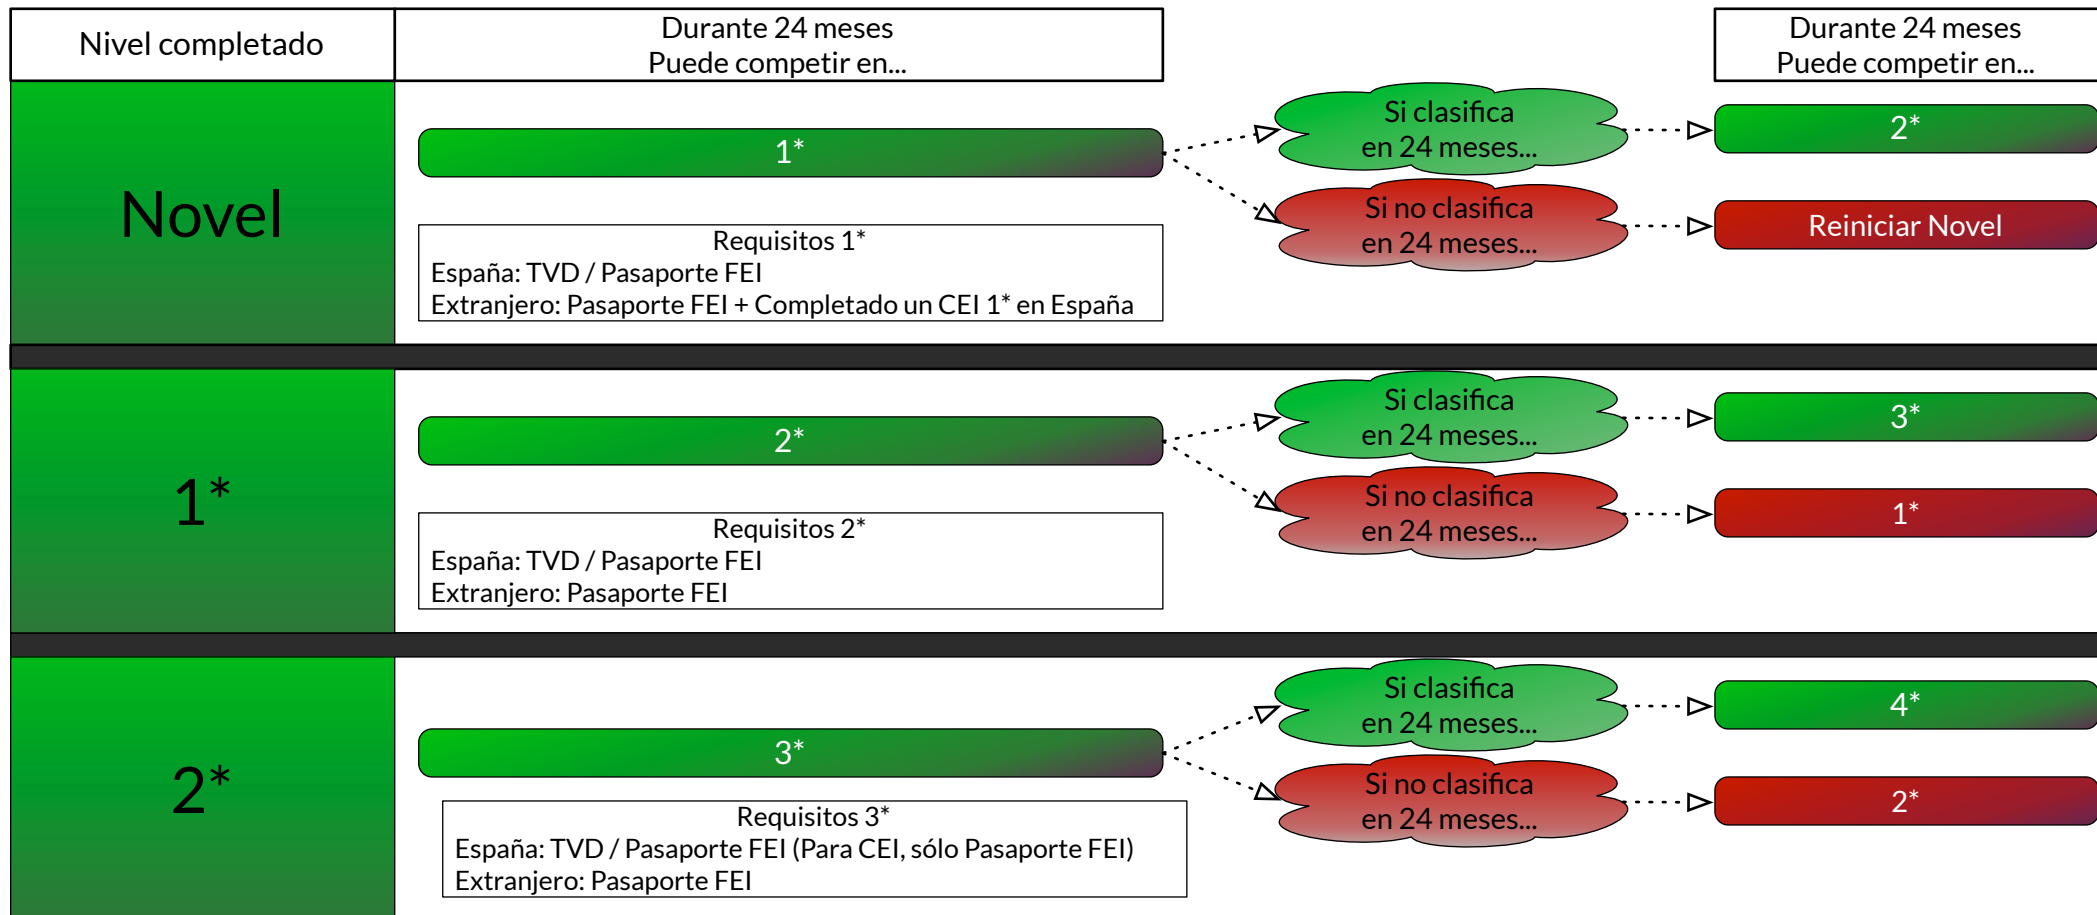 Nivel completado
Durante 24 meses
Puede competir en...
Durante 24 meses
Puede competir en...
Novel
1*
Si clasifica
en 24 meses...
2*
Si no clasifica
en 24 meses...
Reiniciar Novel
Requisitos 1*
España: TVD / Pasaporte FEI
Extranjero: Pasaporte FEI + Completado un CEI 1* en España
1*
2*
Si clasifica
en 24 meses...
3*
Si no clasifica
en 24 meses...
1*
Requisitos 2*
España: TVD / Pasaporte FEI
Extranjero: Pasaporte FEI
2*
3*
Si clasifica
en 24 meses...
4*
Si no clasifica
en 24 meses...
2*
Requisitos 3*
España: TVD / Pasaporte FEI (Para CEI, sólo Pasaporte FEI)
Extranjero: Pasaporte FEI